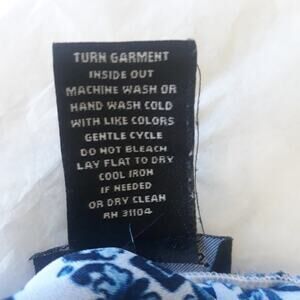 TURN GARMENT
INSIDE OUT
MACHINE WASH OR
HAND WASH COLD
WITH LIKE COLORS
GENTLE CYCLE
DO NOT BLEACH
LAY FLAT TO DRY
COOL IRON
IF NEEDED
OR DRY CLEAN
RN 31104